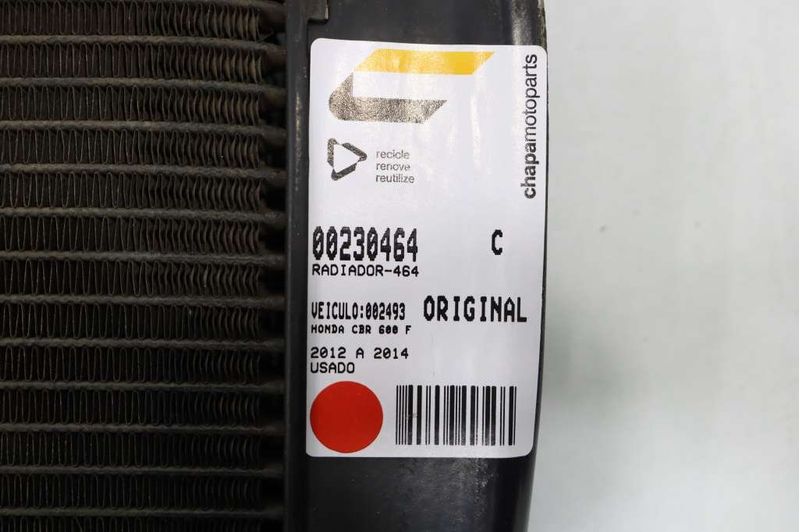 chapamotoparts
recicle
renove
reutilize
00230464 C
RADIADOR-464
VEICULO:002493 ORIGINAL
HONDA CBR 600 F
2012 A 2014
USADO